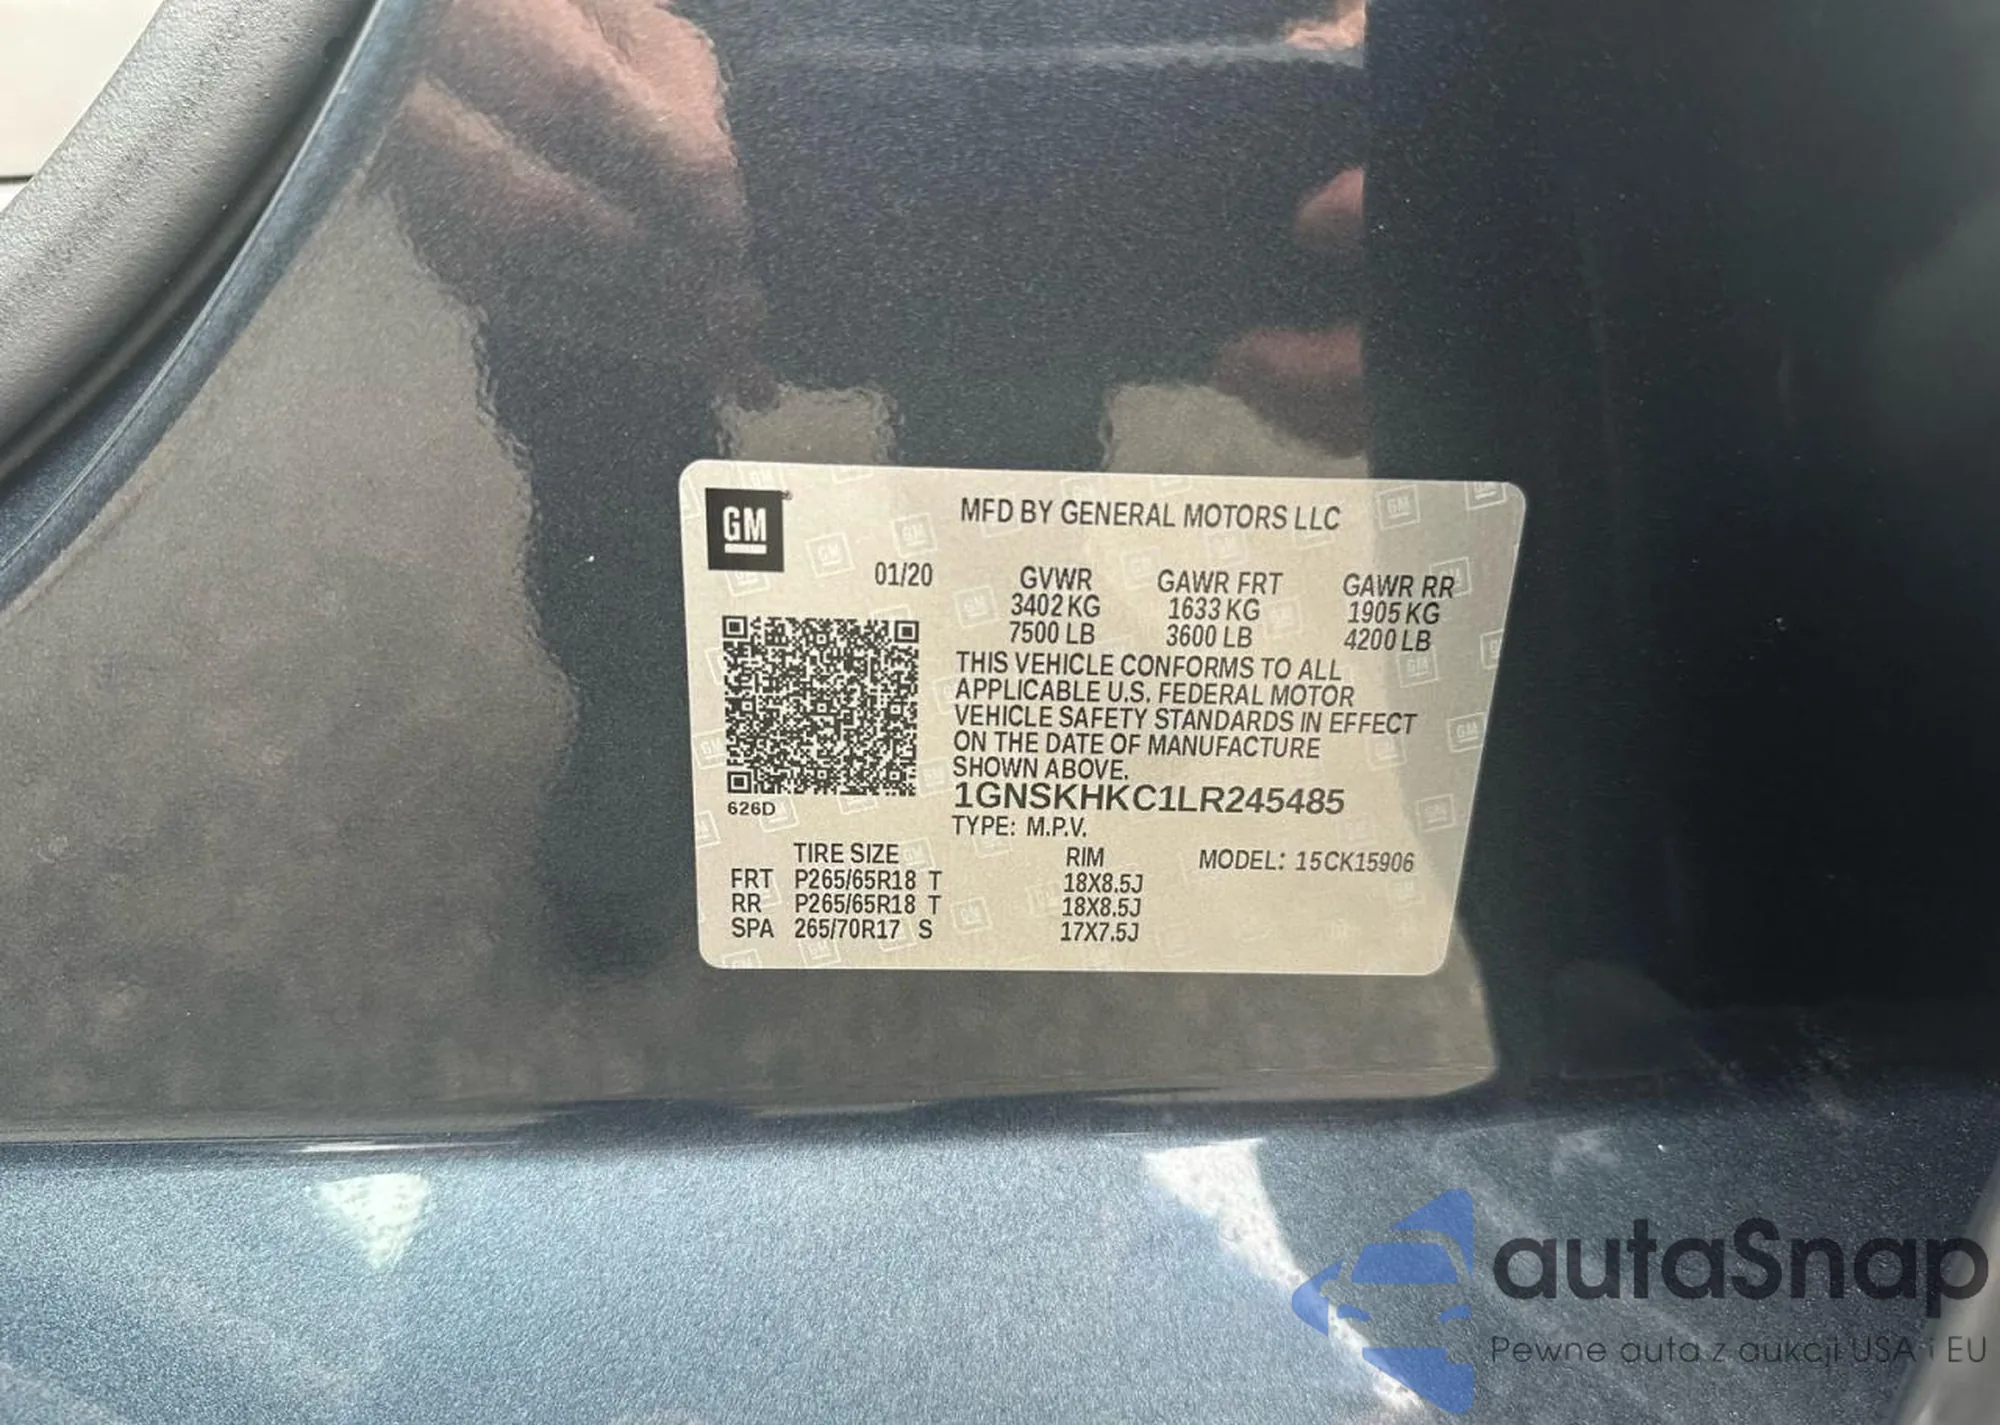 GM
MFD BY GENERAL MOTORS LLC
01/20
GVWR GAWR FRT GAWR RR
3402 KG 1633 KG 1905 KG
7500 LB 3600 LB 4200 LB
THIS VEHICLE CONFORMS TO ALL
APPLICABLE U.S. FEDERAL MOTOR
VEHICLE SAFETY STANDARDS IN EFFECT
ON THE DATE OF MANUFACTURE
SHOWN ABOVE.
626D
1GNSKHKC1LR245485
TYPE: M.P.V.
TIRE SIZE RIM MODEL: 15CK15906
FRT P265/65R18 T 18X8.5J
RR P265/65R18 T 18X8.5J
SPA 265/70R17 S 17X7.5J
autaSnap
Pewne auta z aukcji USA i EU